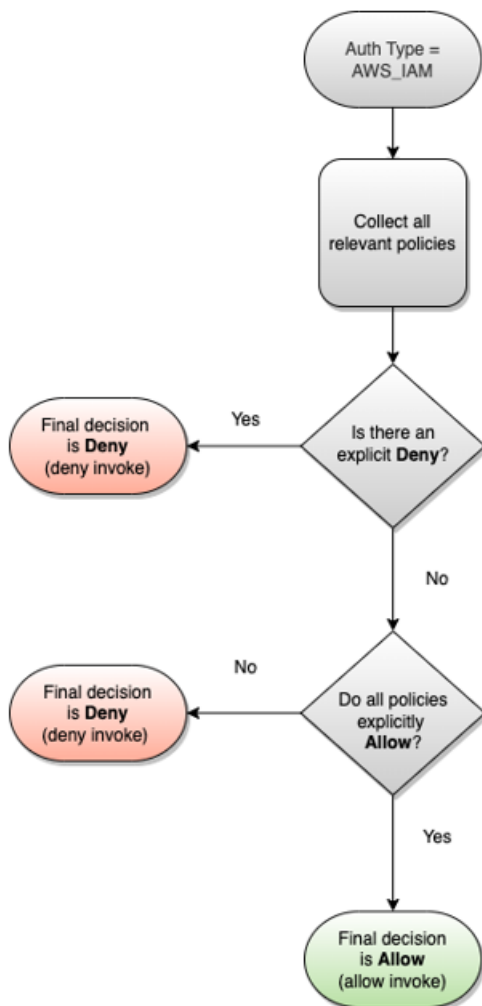 Auth Type =
AWS_IAM
Collect all
relevant policies
Is there an
explicit Deny?
Yes
Final decision
is Deny
(deny invoke)
No
Do all policies
explicitly
Allow?
No
Final decision
is Deny
(deny invoke)
Yes
Final decision
is Allow
(allow invoke)